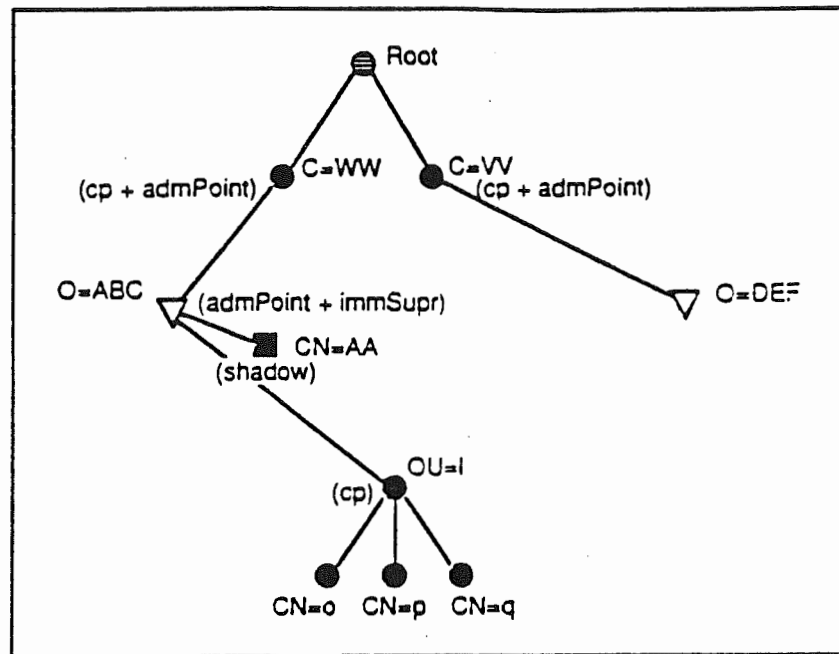 Root
C=WW
C=VV
(cp + admPoint)
(cp + admPoint)
O=ABC
(admPoint + immSupr)
O=DEF
CN=AA
(shadow)
OU=I
(cp)
CN=o
CN=p
CN=q